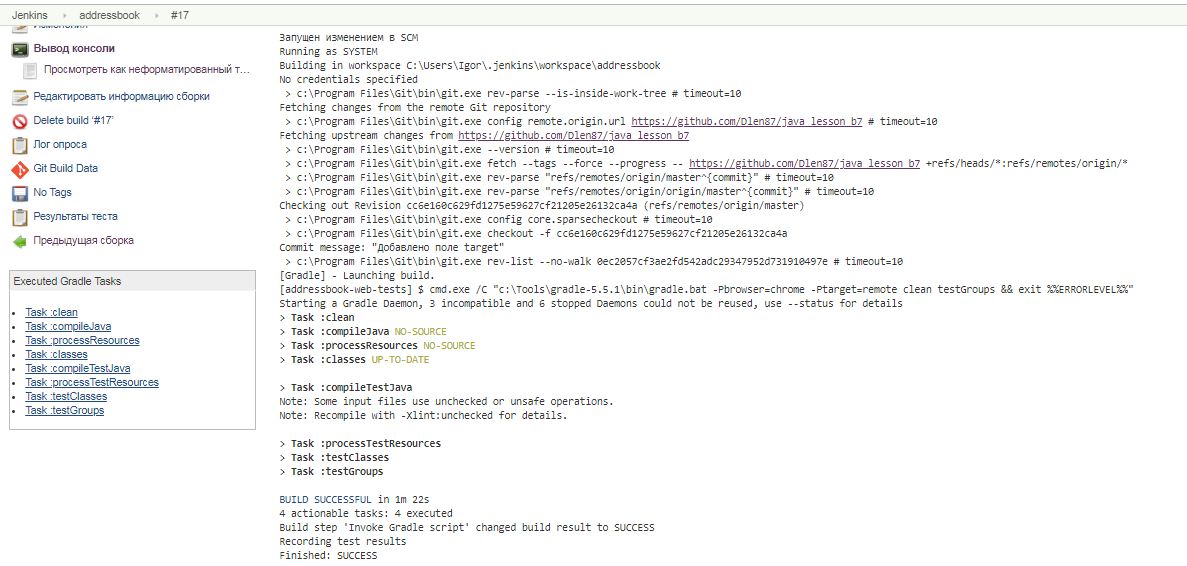 Jenkins addressbook #17
Изменения
Вывод консоли
Просмотреть как неформатированный т...
Редактировать информацию сборки
Delete build ‘#17’
Лог опроса
Git Build Data
No Tags
Результаты теста
Предыдущая сборка
Executed Gradle Tasks
Task :clean
Task :compileJava
Task :processResources
Task :classes
Task :compileTestJava
Task :processTestResources
Task :testClasses
Task :testGroups
Запущен изменением в SCM
Running as SYSTEM
Building in workspace C:\Users\Igor\.jenkins\workspace\addressbook
No credentials specified
> c:\Program Files\Git\bin\git.exe rev-parse --is-inside-work-tree # timeout=10
Fetching changes from the remote Git repository
> c:\Program Files\Git\bin\git.exe config remote.origin.url https://github.com/Dlen87/java_lesson_b7 # timeout=10
Fetching upstream changes from https://github.com/Dlen87/java_lesson_b7
> c:\Program Files\Git\bin\git.exe --version # timeout=10
> c:\Program Files\Git\bin\git.exe fetch --tags --force --progress -- https://github.com/Dlen87/java_lesson_b7 +refs/heads/*:refs/remotes/origin/*
> c:\Program Files\Git\bin\git.exe rev-parse "refs/remotes/origin/master^{commit}" # timeout=10
> c:\Program Files\Git\bin\git.exe rev-parse "refs/remotes/origin/origin/master^{commit}" # timeout=10
Checking out Revision cc6e160c629fd1275e59627cf21205e26132ca4a (refs/remotes/origin/master)
> c:\Program Files\Git\bin\git.exe config core.sparsecheckout # timeout=10
> c:\Program Files\Git\bin\git.exe checkout -f cc6e160c629fd1275e59627cf21205e26132ca4a
Commit message: "Добавлено поле target"
> c:\Program Files\Git\bin\git.exe rev-list --no-walk 0ec2057cf3ae2fd542adc29347952d731910497e # timeout=10
[Gradle] - Launching build.
[addressbook-web-tests] $ cmd.exe /C "c:\Tools\gradle-5.5.1\bin\gradle.bat -Pbrowser=chrome -Ptarget=remote clean testGroups && exit %%ERRORLEVEL%%"
Starting a Gradle Daemon, 3 incompatible and 6 stopped Daemons could not be reused, use --status for details
> Task :clean
> Task :compileJava NO-SOURCE
> Task :processResources NO-SOURCE
> Task :classes UP-TO-DATE
> Task :compileTestJava
Note: Some input files use unchecked or unsafe operations.
Note: Recompile with -Xlint:unchecked for details.
> Task :processTestResources
> Task :testClasses
> Task :testGroups
BUILD SUCCESSFUL in 1m 22s
4 actionable tasks: 4 executed
Build step 'Invoke Gradle script' changed build result to SUCCESS
Recording test results
Finished: SUCCESS